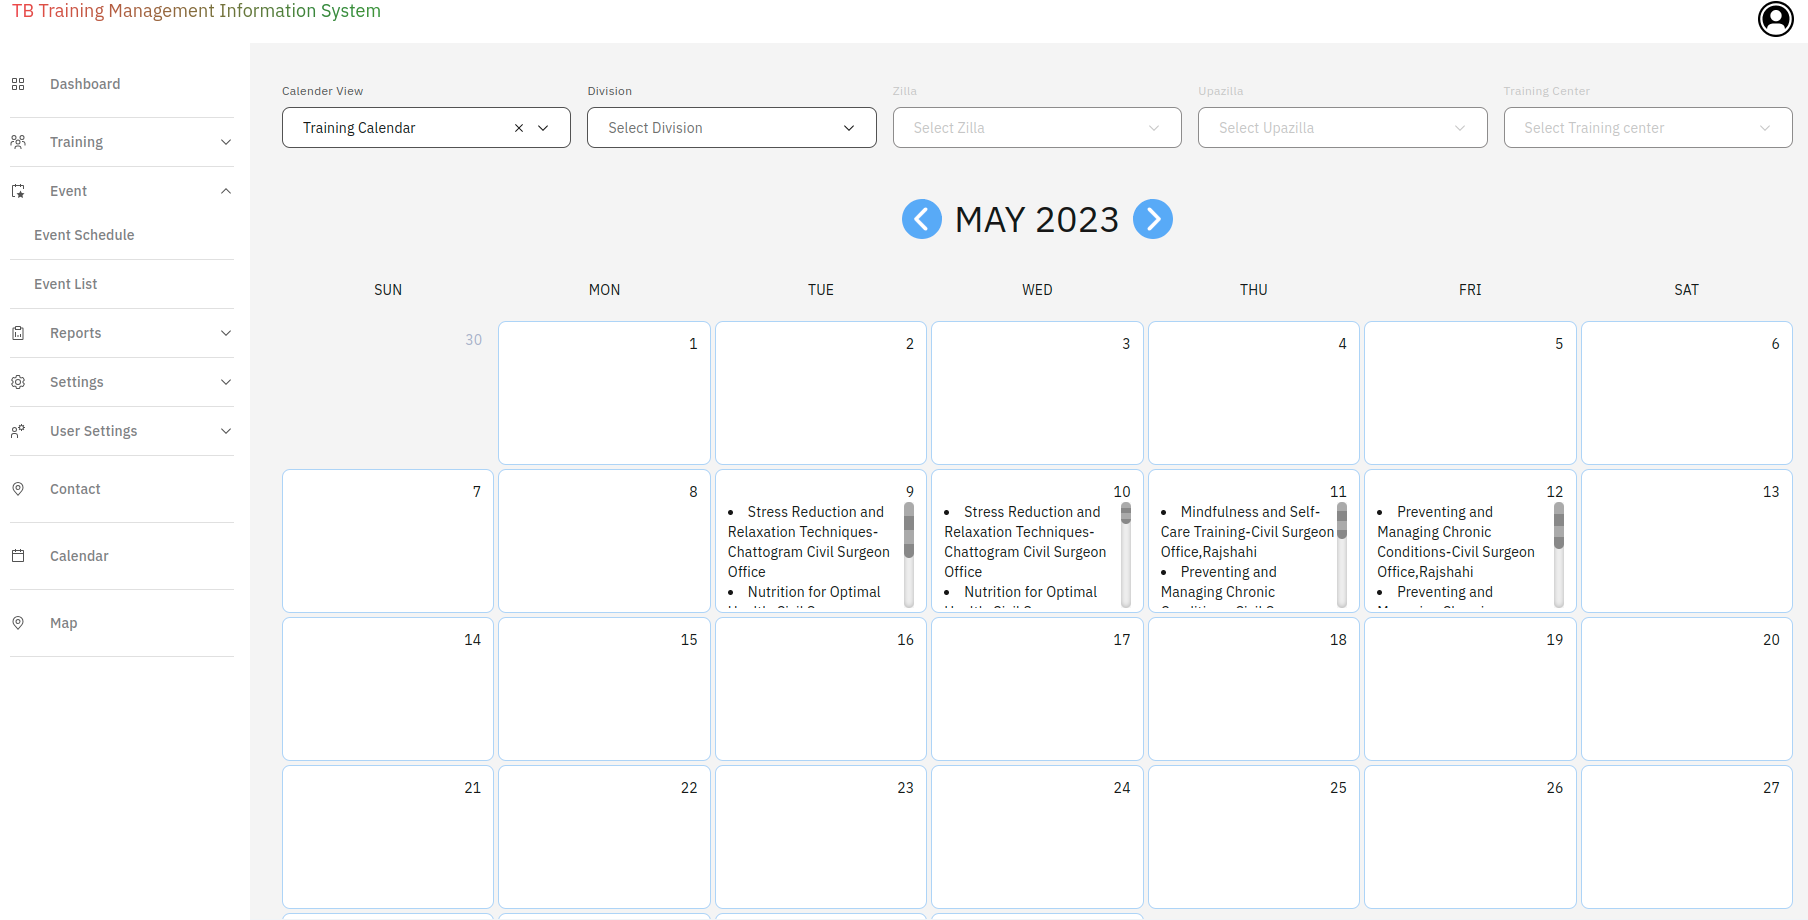 TB Training Management Information System
Dashboard
Training
Event
Event Schedule
Event List
Reports
Settings
User Settings
Contact
Calendar
Map
Calender View
Division
Zilla
Upazilla
Training Center
Training Calendar
Select Division
Select Zilla
Select Upazilla
Select Training center
MAY 2023
SUN MON TUE WED THU FRI SAT
30 1 2 3 4 5 6
7 8
9
Stress Reduction and
Relaxation Techniques-
Chattogram Civil Surgeon
Office
Nutrition for Optimal
10
Stress Reduction and
Relaxation Techniques-
Chattogram Civil Surgeon
Office
Nutrition for Optimal
11
Mindfulness and Self-
Care Training-Civil Surgeon
Office,Rajshahi
Preventing and
Managing Chronic
12
Preventing and
Managing Chronic
Conditions-Civil Surgeon
Office,Rajshahi
Preventing and
13
14 15 16 17 18 19 20
21 22 23 24 25 26 27